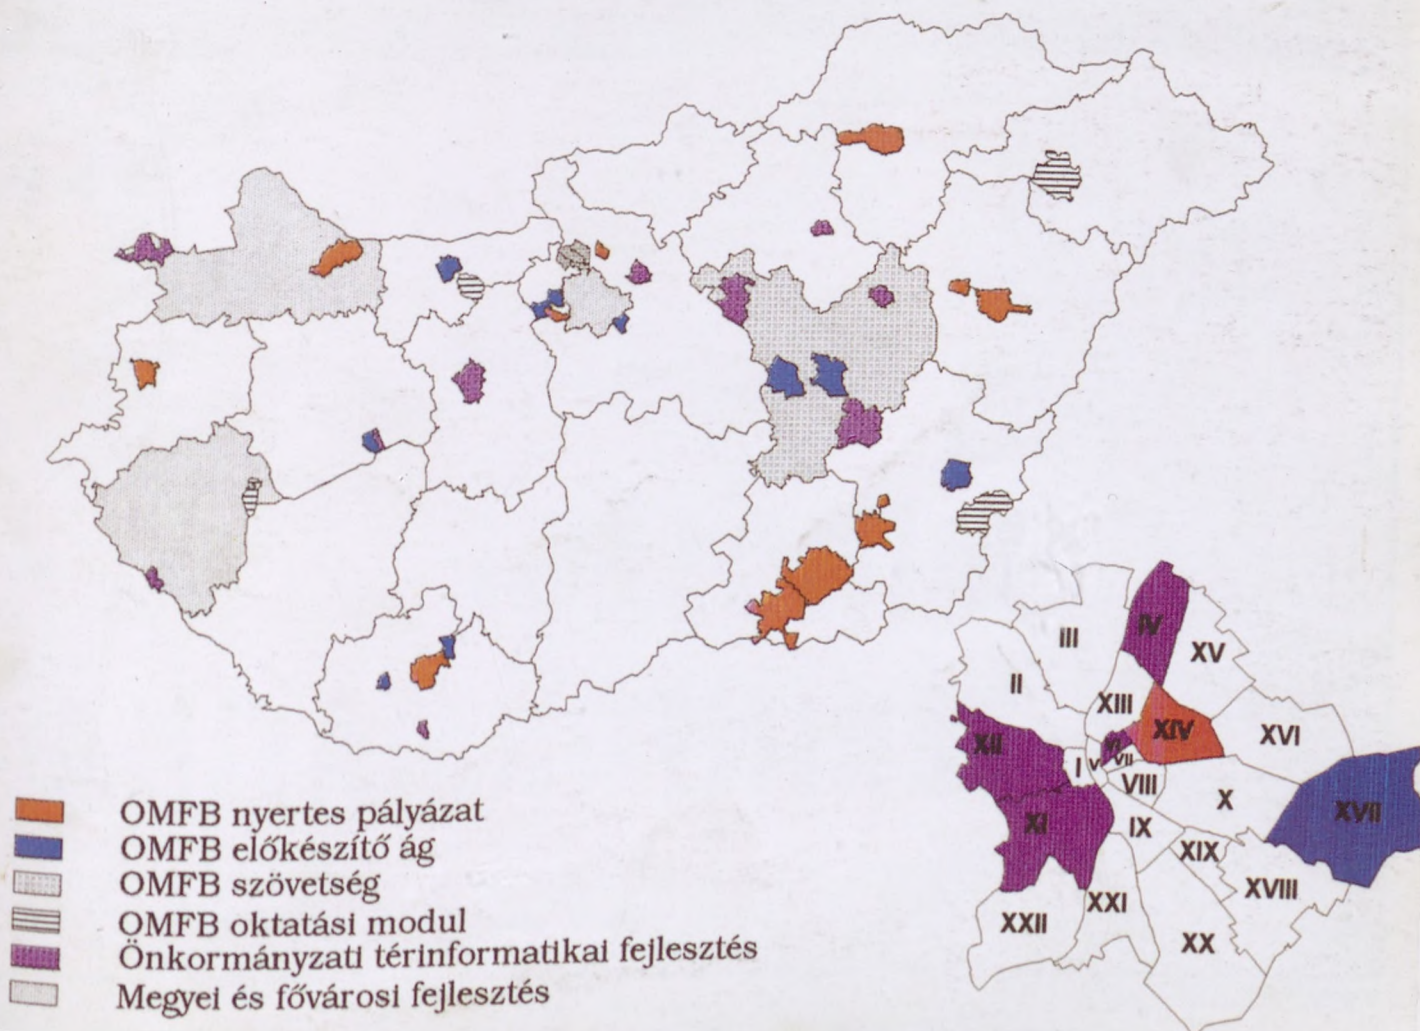 III
IV
XV
II
XIII
XIV
XVI
XII
VI
I
V
VII
VIII
X
XVII
XI
IX
XIX
XVIII
XXI
XXII
XX
OMFB nyertes pályázat
OMFB előkészítő ág
OMFB szövetség
OMFB oktatási modul
Önkormányzati térinformatikai fejlesztés
Megyei és fővárosi fejlesztés